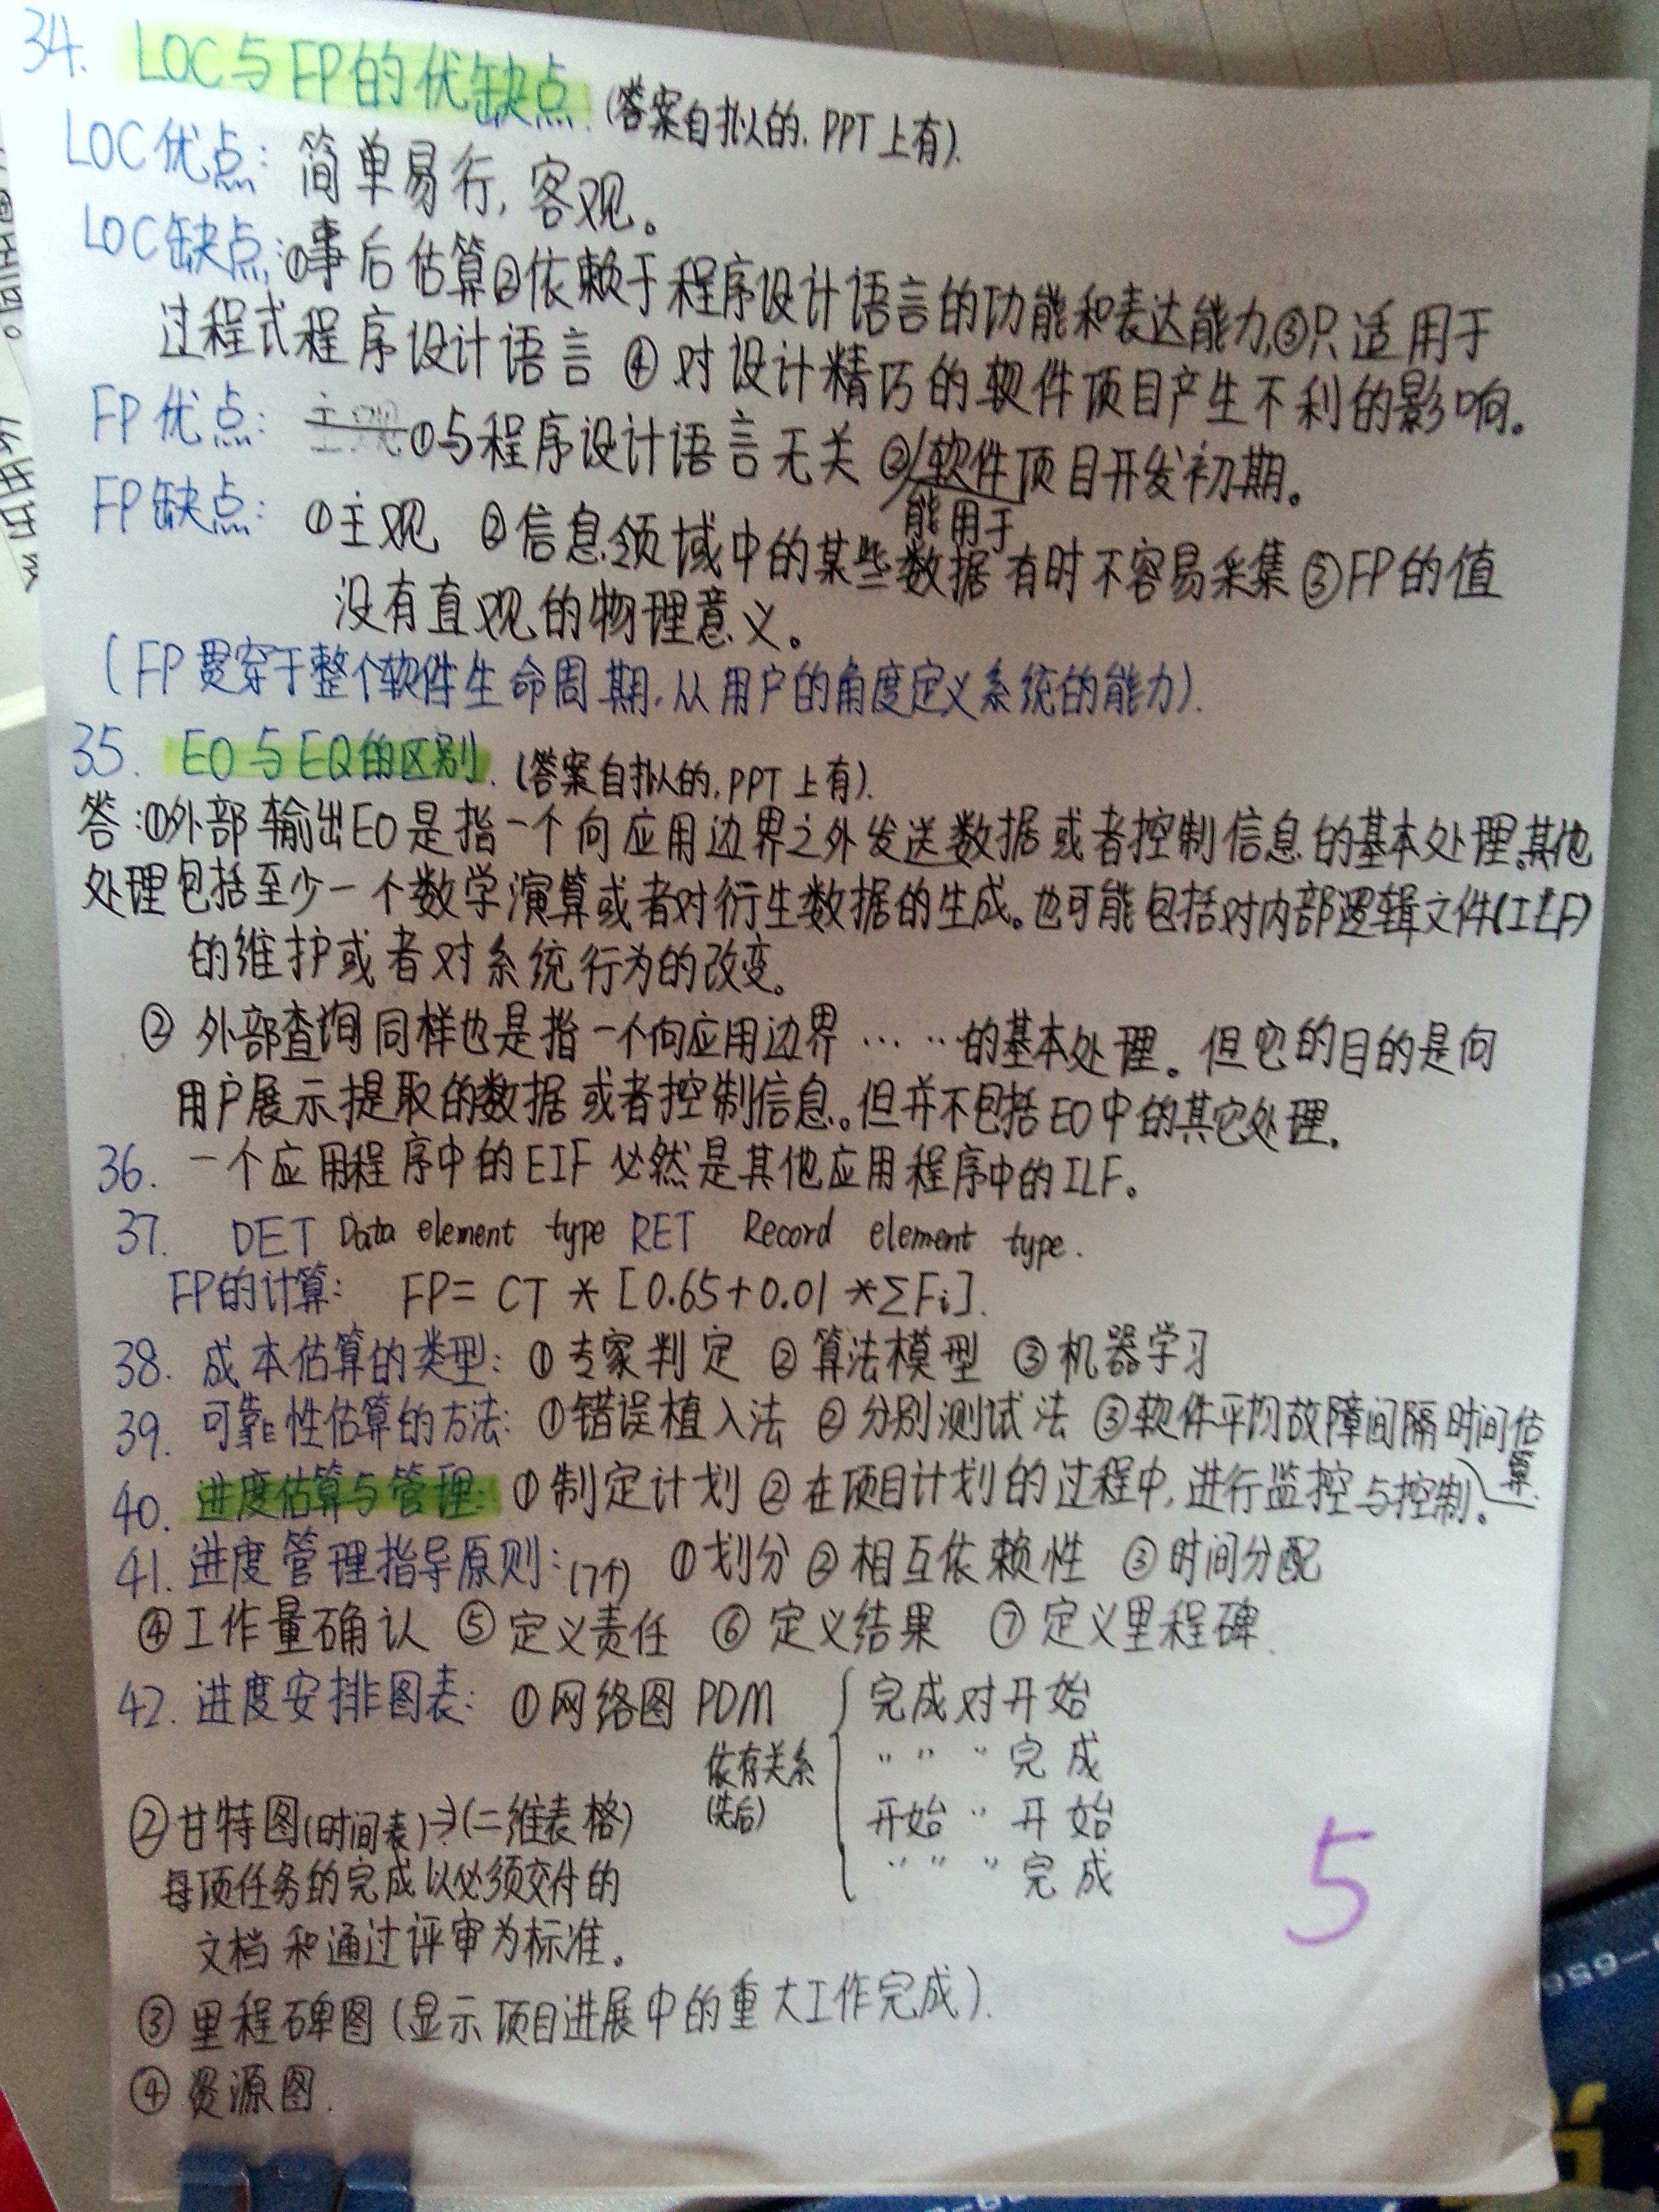 34. LOC与FP的优缺点. (答案自拟的. PPT上有).
LOC优点: 简单易行, 客观。
LOC缺点: ①事后估算②依赖于程序设计语言的功能和表达能力,③只适用于
过程式程序设计语言 ④对设计精巧的软件项目产生不利的影响。
FP优点: 主观①与程序设计语言无关 ②软件项目开发初期。
能用于
FP缺点: ①主观 ②信息领域中的某些数据有时不容易采集③FP的值
没有直观的物理意义。
(FP贯穿于整个软件生命周期,从用户的角度定义系统的能力).
35. EO与EQ的区别. (答案自拟的, PPT上有).
答:①外部输出EO是指一个向应用边界之外发送数据或者控制信息的基本处理。其他
处理包括至少一个数学演算或者对衍生数据的生成。也可能包括对内部逻辑文件(ILF)
的维护或者对系统行为的改变。
② 外部查询同样也是指一个向应用边界 ……的基本处理。但它的目的是向
用户展示提取的数据或者控制信息。但并不包括EO中的其它处理。
36. 一个应用程序中的EIF必然是其他应用程序中的ILF。
37. DET Data element type RET Record element type.
FP的计算: FP= CT * [0.65+0.01 *∑Fi].
38. 成本估算的类型: ①专家判定 ②算法模型 ③机器学习
39. 可靠性估算的方法: ①错误植入法 ②分别测试法 ③软件平均故障间隔时间估
算.
40. 进度估算与管理: ①制定计划 ②在项目计划的过程中, 进行监控与控制。
41. 进度管理指导原则: (7个) ①划分 ②相互依赖性 ③时间分配
④工作量确认 ⑤定义责任 ⑥定义结果 ⑦定义里程碑.
42. 进度安排图表: ①网络图 PDM { 完成对开始
依存关系 〃 〃 〃 完成
(先后) 开始 〃 开始
〃 〃 〃 完成
②甘特图(时间表)→(二维表格)
每项任务的完成以必须交付的
文档和通过评审为标准。
③里程碑图(显示项目进展中的重大工作完成).
④资源图.
5